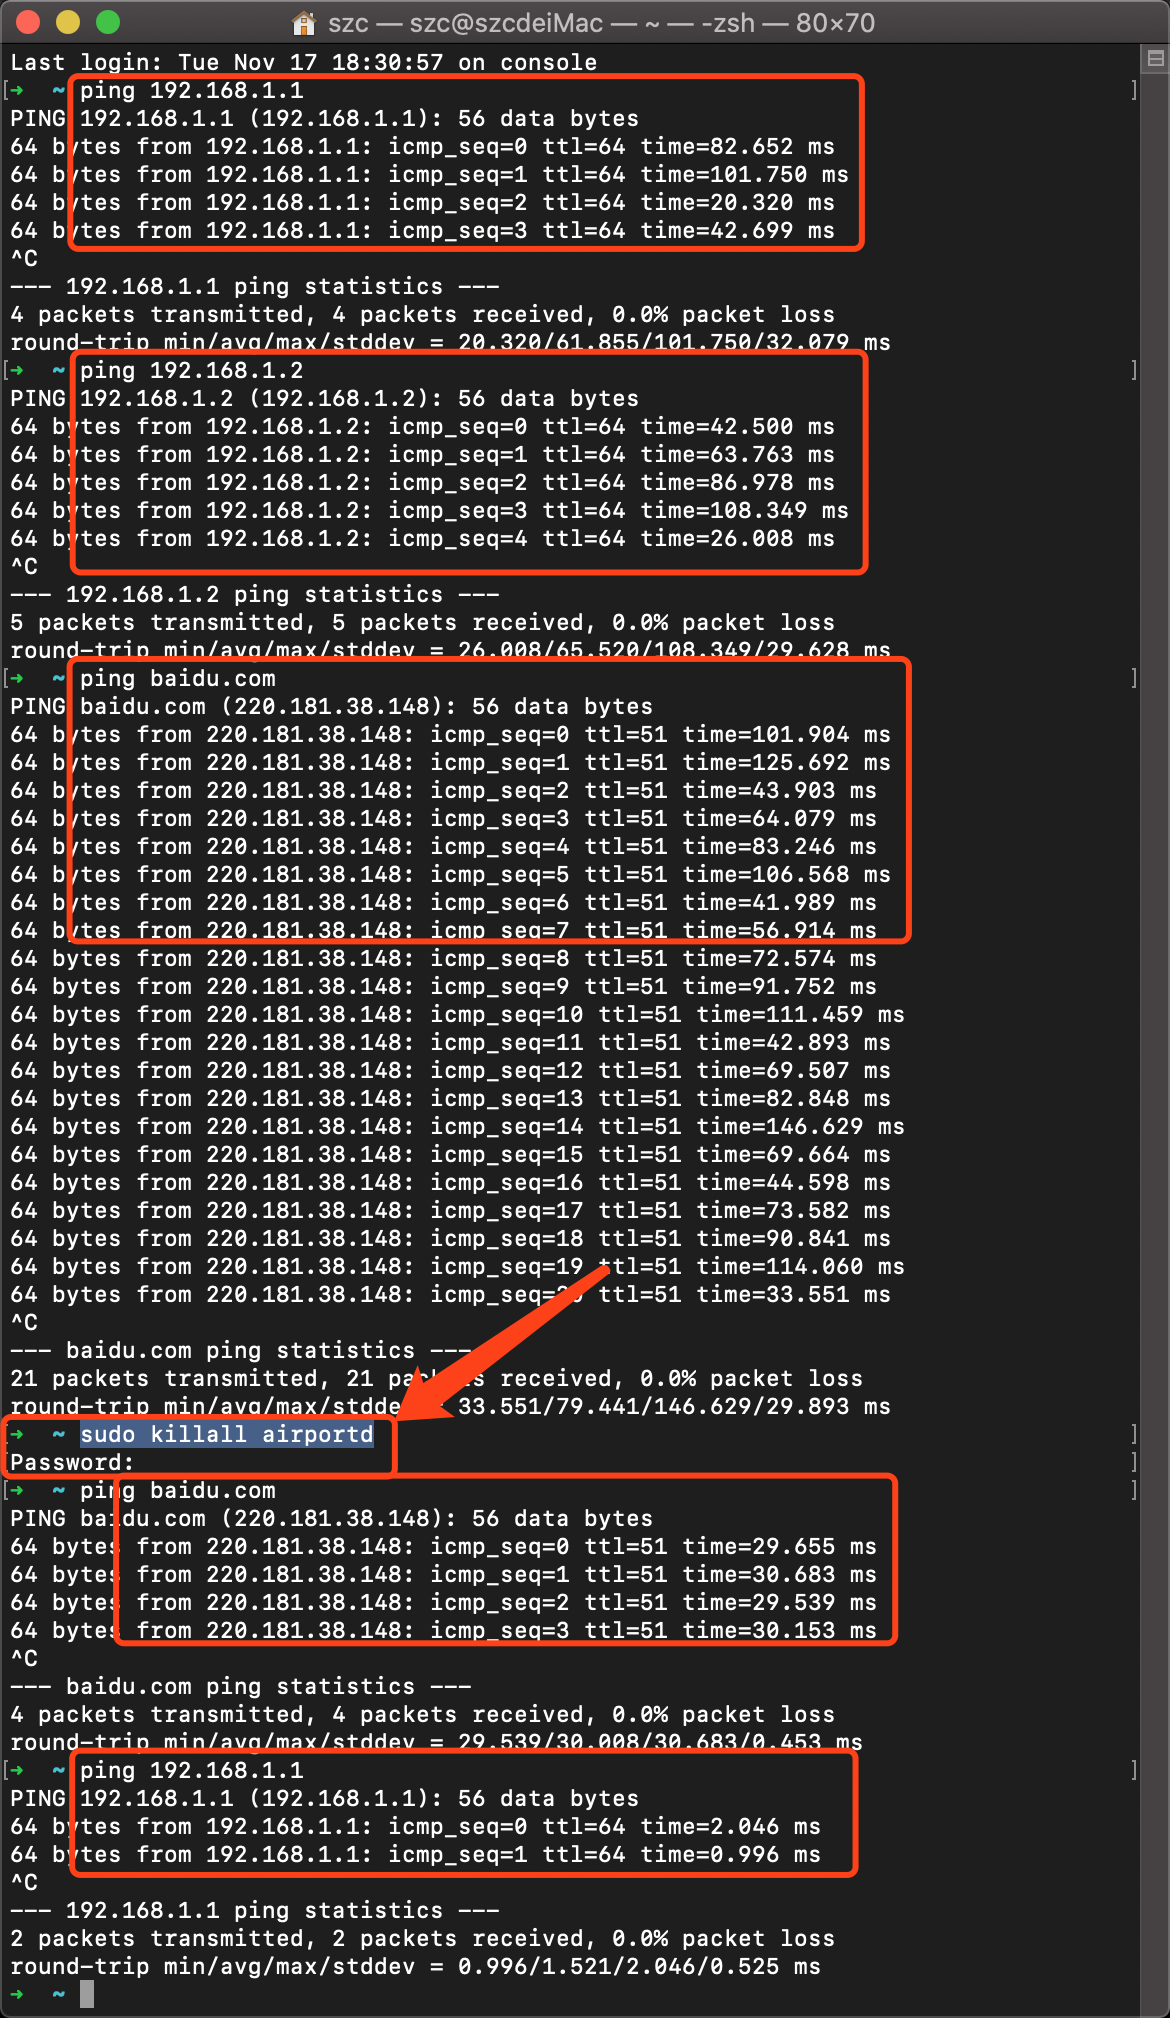 szc — szc@szcdeiMac — ~ — -zsh — 80×70
Last login: Tue Nov 17 18:30:57 on console
[➜  ~ ping 192.168.1.1 ]
PING 192.168.1.1 (192.168.1.1): 56 data bytes
64 bytes from 192.168.1.1: icmp_seq=0 ttl=64 time=82.652 ms
64 bytes from 192.168.1.1: icmp_seq=1 ttl=64 time=101.750 ms
64 bytes from 192.168.1.1: icmp_seq=2 ttl=64 time=20.320 ms
64 bytes from 192.168.1.1: icmp_seq=3 ttl=64 time=42.699 ms
^C
--- 192.168.1.1 ping statistics ---
4 packets transmitted, 4 packets received, 0.0% packet loss
round-trip min/avg/max/stddev = 20.320/61.855/101.750/32.079 ms
[➜  ~ ping 192.168.1.2 ]
PING 192.168.1.2 (192.168.1.2): 56 data bytes
64 bytes from 192.168.1.2: icmp_seq=0 ttl=64 time=42.500 ms
64 bytes from 192.168.1.2: icmp_seq=1 ttl=64 time=63.763 ms
64 bytes from 192.168.1.2: icmp_seq=2 ttl=64 time=86.978 ms
64 bytes from 192.168.1.2: icmp_seq=3 ttl=64 time=108.349 ms
64 bytes from 192.168.1.2: icmp_seq=4 ttl=64 time=26.008 ms
^C
--- 192.168.1.2 ping statistics ---
5 packets transmitted, 5 packets received, 0.0% packet loss
round-trip min/avg/max/stddev = 26.008/65.520/108.349/29.628 ms
[➜  ~ ping baidu.com ]
PING baidu.com (220.181.38.148): 56 data bytes
64 bytes from 220.181.38.148: icmp_seq=0 ttl=51 time=101.904 ms
64 bytes from 220.181.38.148: icmp_seq=1 ttl=51 time=125.692 ms
64 bytes from 220.181.38.148: icmp_seq=2 ttl=51 time=43.903 ms
64 bytes from 220.181.38.148: icmp_seq=3 ttl=51 time=64.079 ms
64 bytes from 220.181.38.148: icmp_seq=4 ttl=51 time=83.246 ms
64 bytes from 220.181.38.148: icmp_seq=5 ttl=51 time=106.568 ms
64 bytes from 220.181.38.148: icmp_seq=6 ttl=51 time=41.989 ms
64 bytes from 220.181.38.148: icmp_seq=7 ttl=51 time=56.914 ms
64 bytes from 220.181.38.148: icmp_seq=8 ttl=51 time=72.574 ms
64 bytes from 220.181.38.148: icmp_seq=9 ttl=51 time=91.752 ms
64 bytes from 220.181.38.148: icmp_seq=10 ttl=51 time=111.459 ms
64 bytes from 220.181.38.148: icmp_seq=11 ttl=51 time=42.893 ms
64 bytes from 220.181.38.148: icmp_seq=12 ttl=51 time=69.507 ms
64 bytes from 220.181.38.148: icmp_seq=13 ttl=51 time=82.848 ms
64 bytes from 220.181.38.148: icmp_seq=14 ttl=51 time=146.629 ms
64 bytes from 220.181.38.148: icmp_seq=15 ttl=51 time=69.664 ms
64 bytes from 220.181.38.148: icmp_seq=16 ttl=51 time=44.598 ms
64 bytes from 220.181.38.148: icmp_seq=17 ttl=51 time=73.582 ms
64 bytes from 220.181.38.148: icmp_seq=18 ttl=51 time=90.841 ms
64 bytes from 220.181.38.148: icmp_seq=19 ttl=51 time=114.060 ms
64 bytes from 220.181.38.148: icmp_seq=20 ttl=51 time=33.551 ms
^C
--- baidu.com ping statistics ---
21 packets transmitted, 21 packets received, 0.0% packet loss
round-trip min/avg/max/stddev = 33.551/79.441/146.629/29.893 ms
[➜  ~ sudo killall airportd ]
[Password: ]
[➜  ~ ping baidu.com ]
PING baidu.com (220.181.38.148): 56 data bytes
64 bytes from 220.181.38.148: icmp_seq=0 ttl=51 time=29.655 ms
64 bytes from 220.181.38.148: icmp_seq=1 ttl=51 time=30.683 ms
64 bytes from 220.181.38.148: icmp_seq=2 ttl=51 time=29.539 ms
64 bytes from 220.181.38.148: icmp_seq=3 ttl=51 time=30.153 ms
^C
--- baidu.com ping statistics ---
4 packets transmitted, 4 packets received, 0.0% packet loss
round-trip min/avg/max/stddev = 29.539/30.008/30.683/0.453 ms
[➜  ~ ping 192.168.1.1 ]
PING 192.168.1.1 (192.168.1.1): 56 data bytes
64 bytes from 192.168.1.1: icmp_seq=0 ttl=64 time=2.046 ms
64 bytes from 192.168.1.1: icmp_seq=1 ttl=64 time=0.996 ms
^C
--- 192.168.1.1 ping statistics ---
2 packets transmitted, 2 packets received, 0.0% packet loss
round-trip min/avg/max/stddev = 0.996/1.521/2.046/0.525 ms
➜  ~